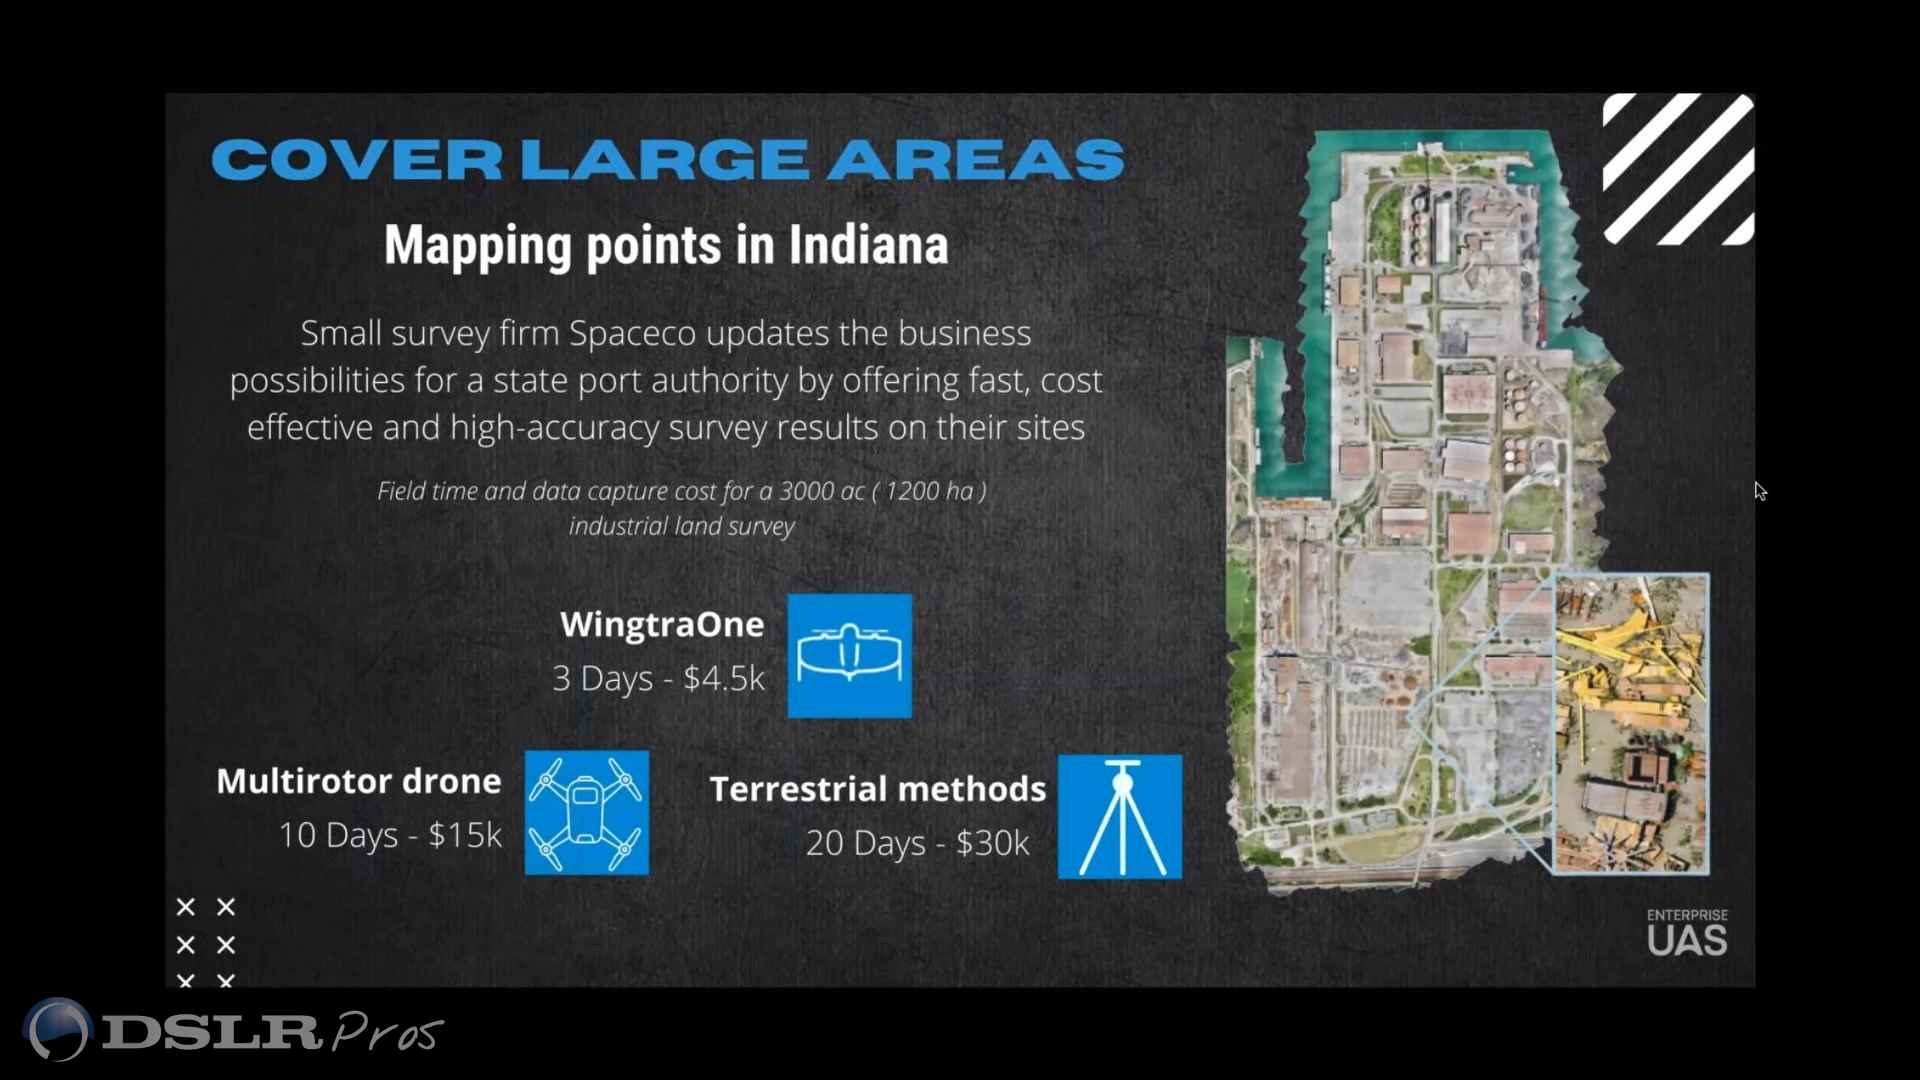 COVER LARGE AREAS
Mapping points in Indiana
Small survey firm Spaceco updates the business
possibilities for a state port authority by offering fast, cost
effective and high-accuracy survey results on their sites
Field time and data capture cost for a 3000 ac ( 1200 ha )
industrial land survey
WingtraOne
3 Days - $4.5k
Multirotor drone
10 Days - $15k
Terrestrial methods
20 Days - $30k
ENTERPRISE
UAS
DSLRPros